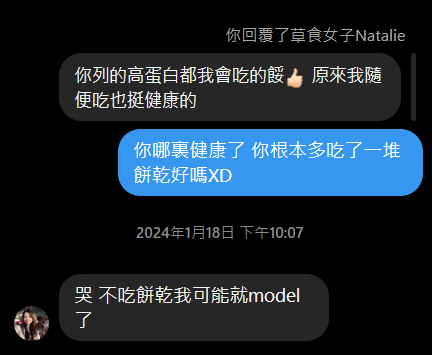 你回覆了草食女子Natalie
你列的高蛋白都我會吃的餒👍🏻 原來我隨
便吃也挺健康的
你哪裏健康了 你根本多吃了一堆
餅乾好嗎XD
2024年1月18日 下午10:07
哭 不吃餅乾我可能就model
了